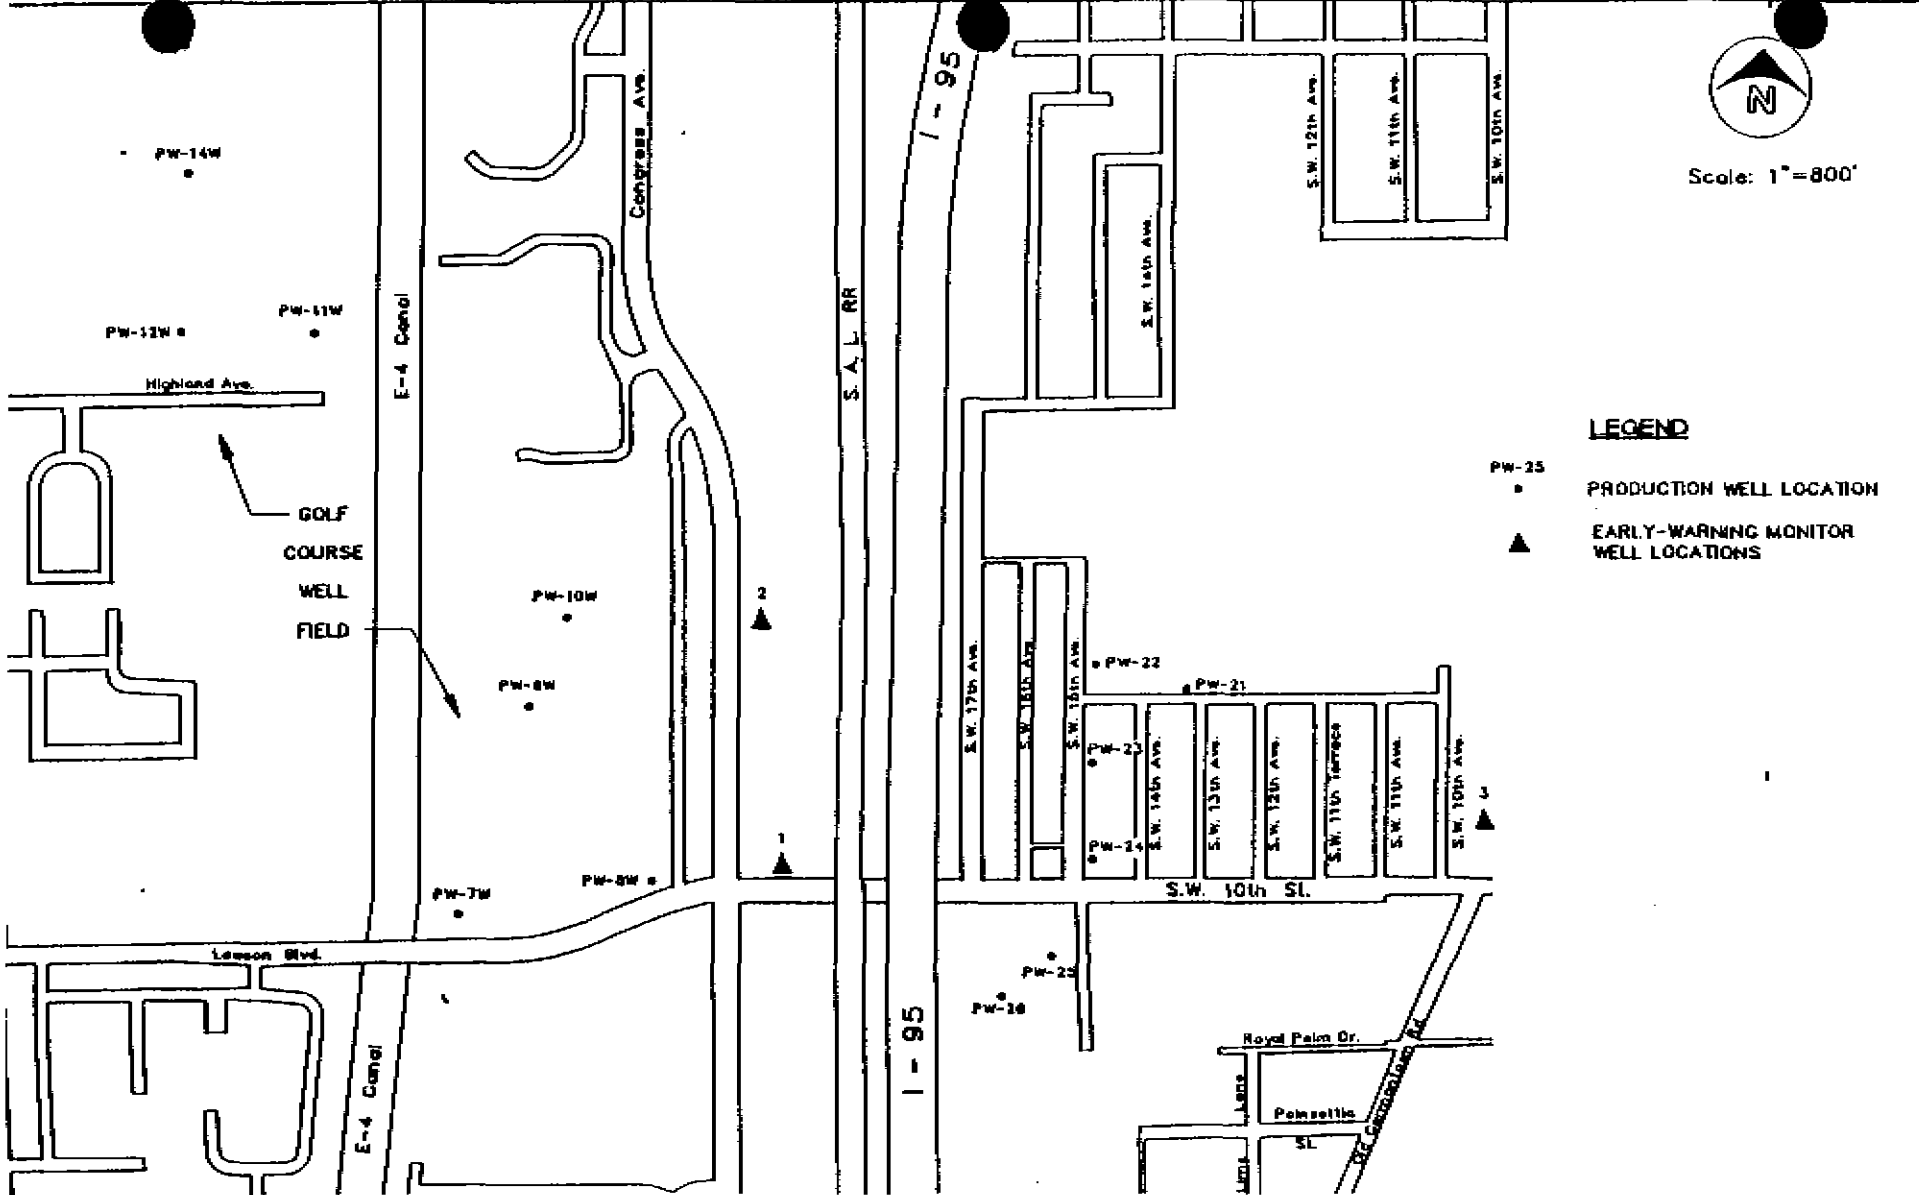 I - 95
Congress Ave.
S.W. 12th Ave.
S.W. 11th Ave.
S.W. 10th Ave.
N
Scale: 1"=800'
PW-14W
S.W. 14th Ave.
PW-11W
PW-12W
E-4 Canal
S. A. L. RR
Highland Ave.
LEGEND
PW-25
PRODUCTION WELL LOCATION
EARLY-WARNING MONITOR
WELL LOCATIONS
GOLF
COURSE
WELL
FIELD
PW-10W
2
S.W. 17th Ave.
S.W. 16th Ave.
S.W. 15th Ave.
PW-22
PW-21
PW-23
S.W. 14th Ave.
S.W. 13th Ave.
S.W. 12th Ave.
S.W. 11th Terrace
S.W. 11th Ave.
S.W. 10th Ave.
1
PW-24
PW-7W
S.W. 10th St.
Lawson Blvd.
PW-25
PW-26
I - 95
E-4 Canal
Royal Palm Dr.
Lane
Poinsettia
St.
Old Germantown Rd.
Lime